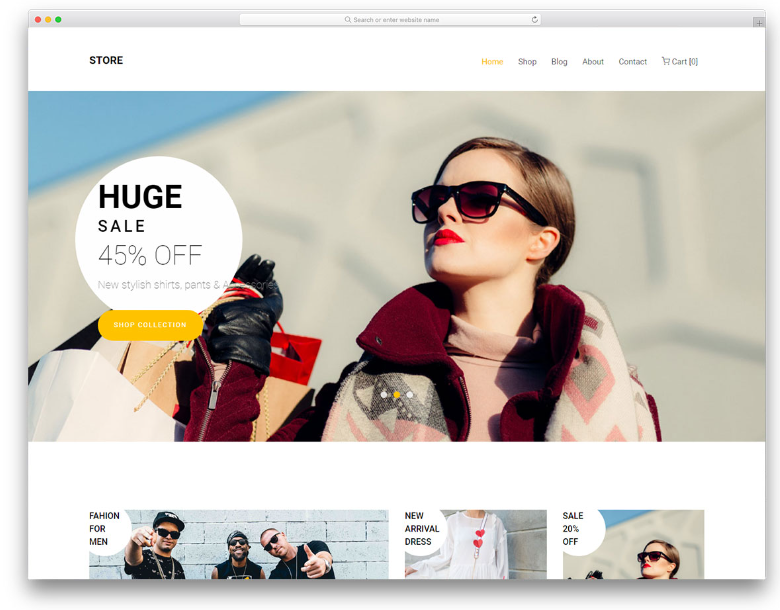 Search or enter website name
STORE
Home Shop Blog About Contact Cart [0]
HUGE
SALE
45% OFF
New stylish shirts, pants & Accessories
SHOP COLLECTION
FAHION
FOR
MEN
NEW
ARRIVAL
DRESS
SALE
20%
OFF